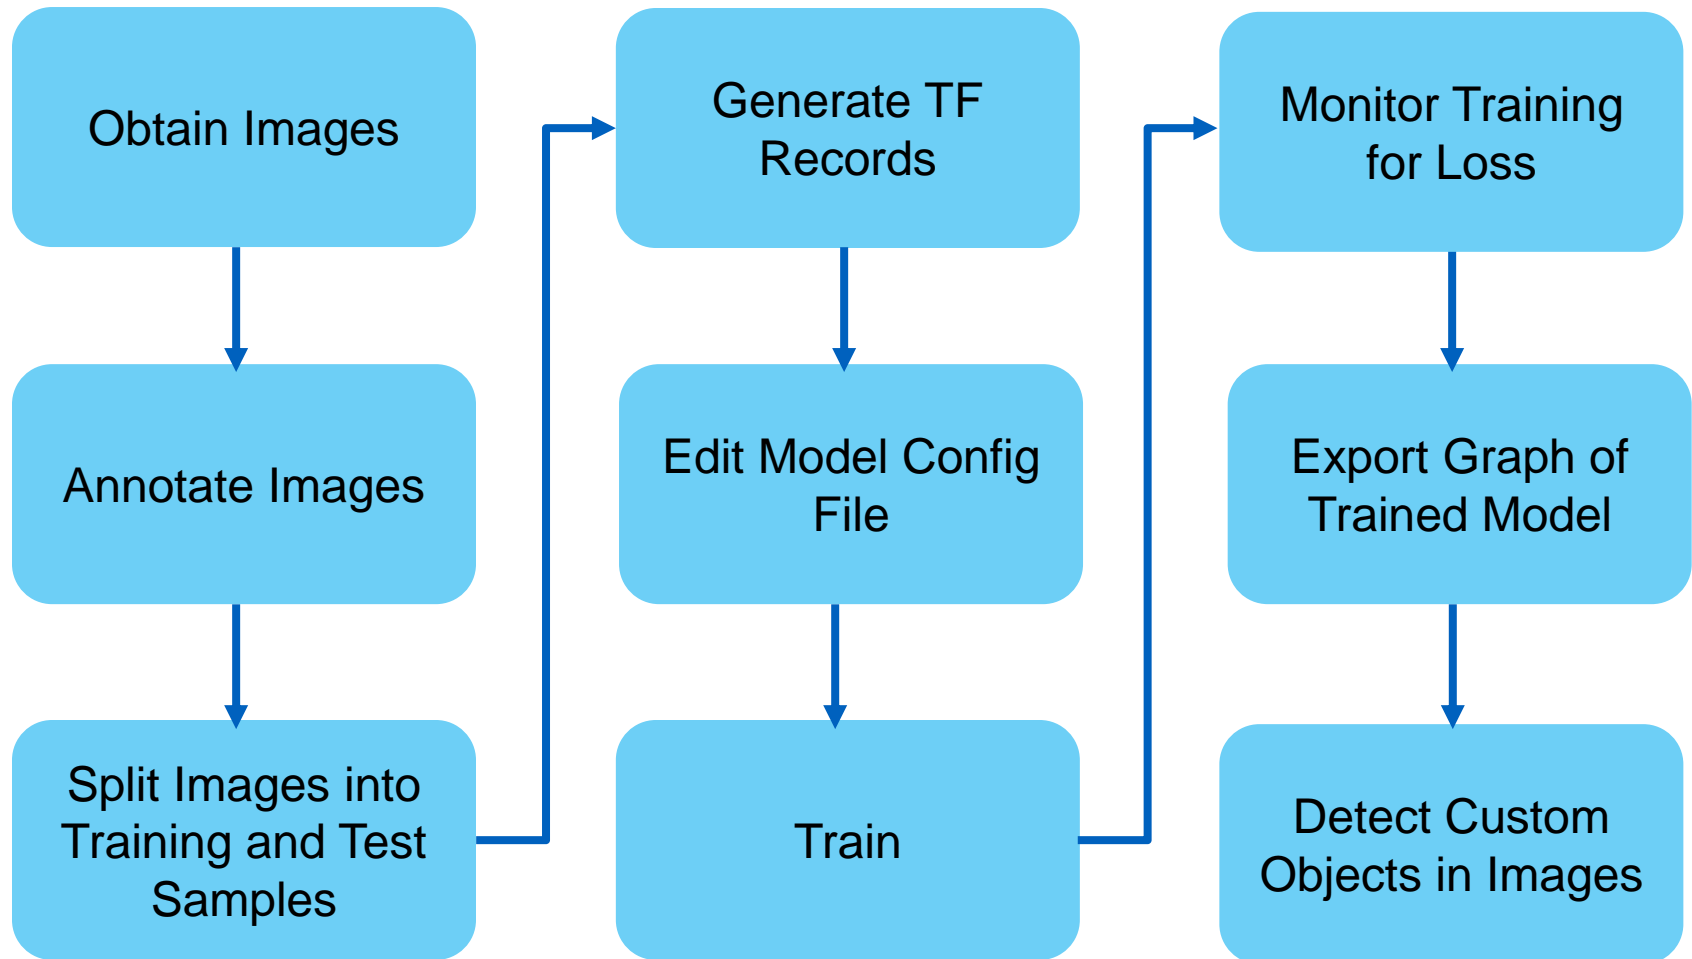 Obtain Images
Annotate Images
Split Images into
Training and Test
Samples
Generate TF
Records
Edit Model Config
File
Train
Monitor Training
for Loss
Export Graph of
Trained Model
Detect Custom
Objects in Images